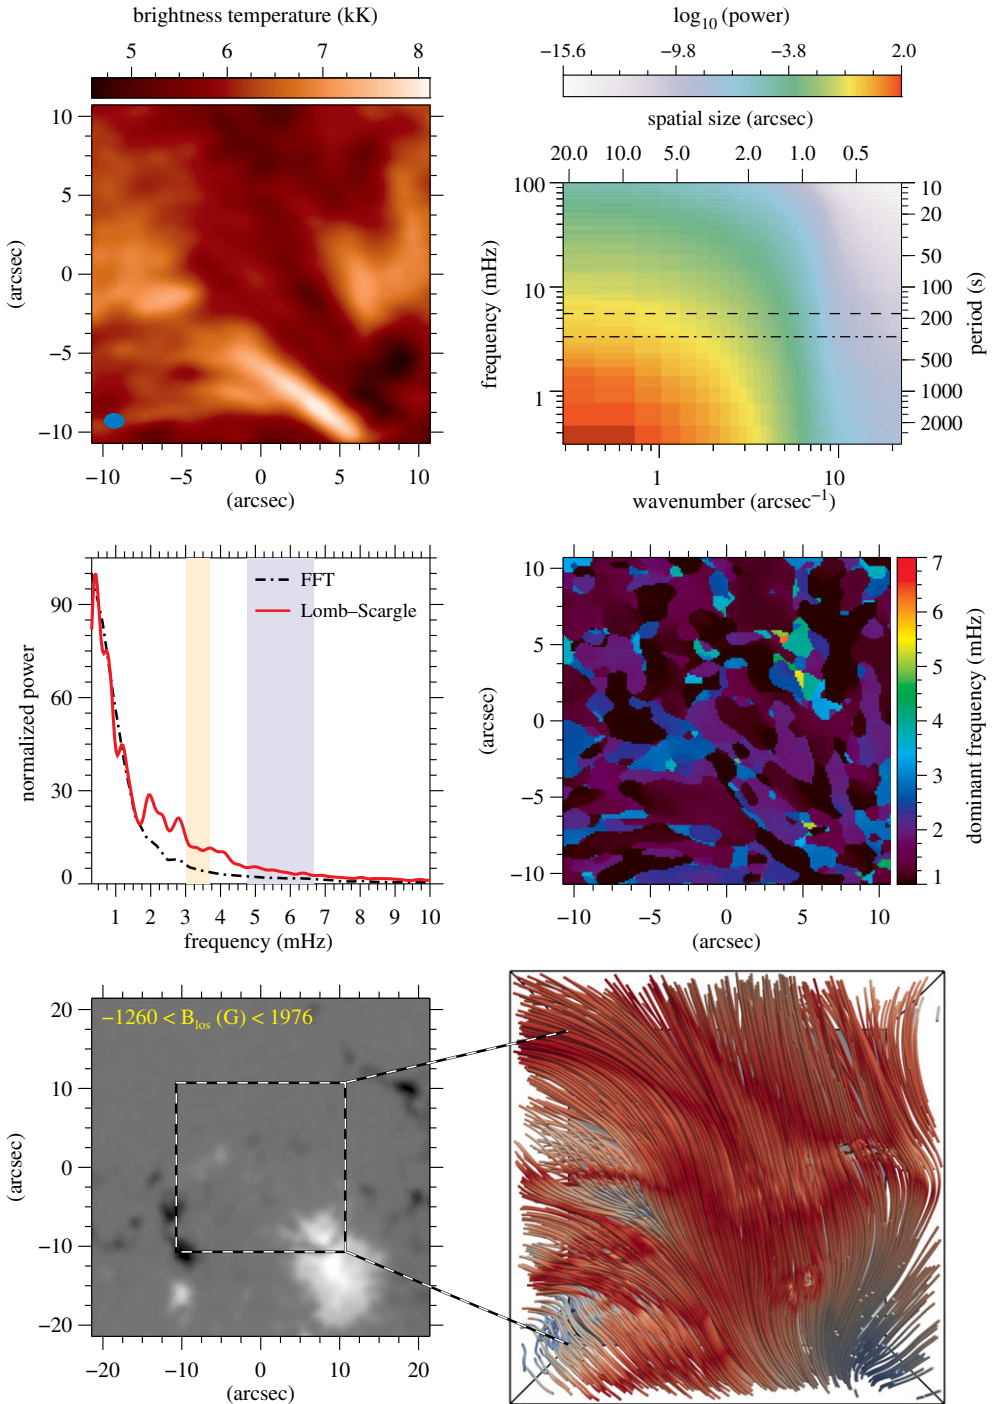 brightness temperature (kK)
5 6 7 8
10
5
0
−5
−10
(arcsec)
−10 −5 0 5 10
(arcsec)
log10 (power)
−15.6 −9.8 −3.8 2.0
spatial size (arcsec)
20.0 10.0 5.0 2.0 1.0 0.5
100
10
1
frequency (mHz)
10
20
50
100
200
500
1000
2000
period (s)
1 10
wavenumber (arcsec−1)
90
60
30
0
normalized power
FFT
Lomb–Scargle
1 2 3 4 5 6 7 8 9 10
frequency (mHz)
10
5
0
−5
−10
(arcsec)
−10 −5 0 5 10
(arcsec)
7
6
5
4
3
2
1
dominant frequency (mHz)
−1260 < Blos (G) < 1976
20
10
0
−10
−20
(arcsec)
−20 −10 0 10 20
(arcsec)